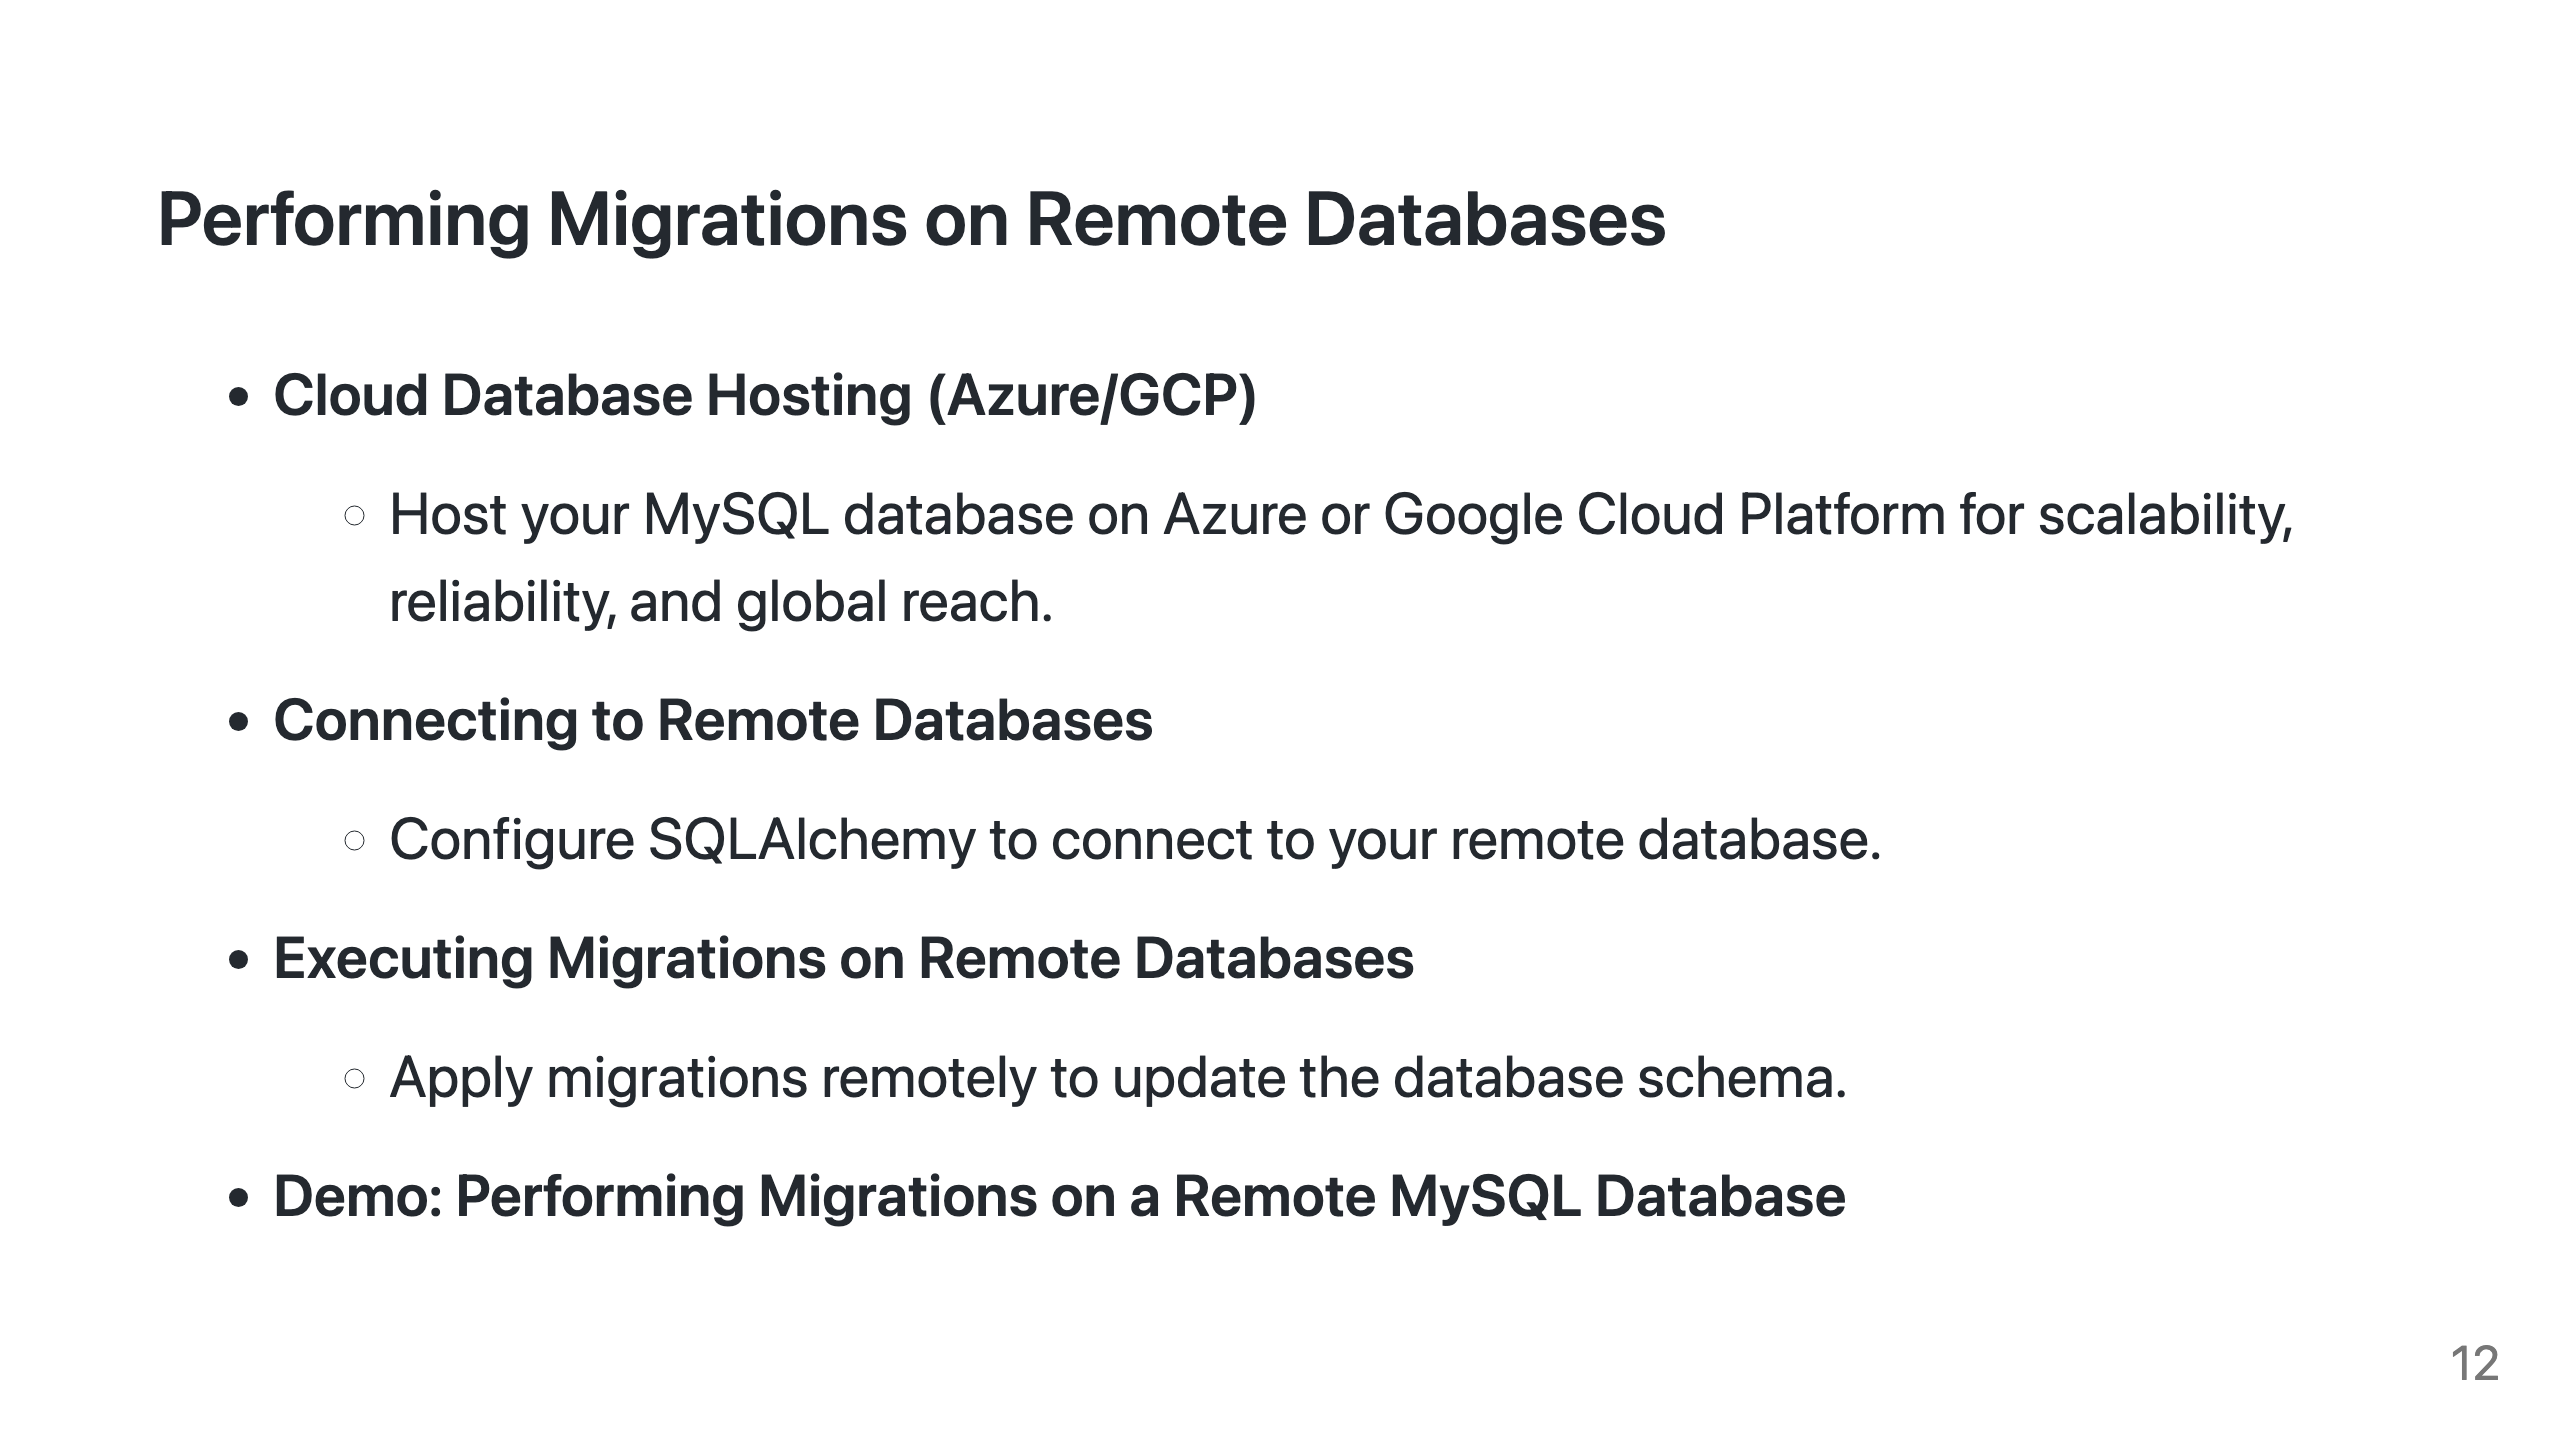 Performing Migrations on Remote Databases
• Cloud Database Hosting (Azure/GCP)
○ Host your MySQL database on Azure or Google Cloud Platform for scalability,
reliability, and global reach.
• Connecting to Remote Databases
○ Configure SQLAlchemy to connect to your remote database.
• Executing Migrations on Remote Databases
○ Apply migrations remotely to update the database schema.
• Demo: Performing Migrations on a Remote MySQL Database
12